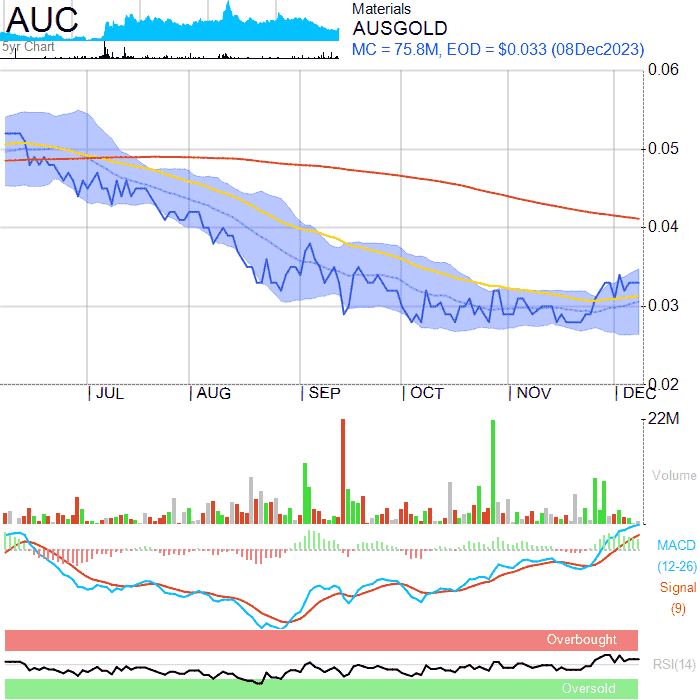 AUC
5yr Chart
Materials
AUSGOLD
MC = 75.8M, EOD = $0.033 (08Dec2023)
0.06
0.05
0.04
0.03
0.02
JUL AUG SEP OCT NOV DEC
22M
Volume
MACD
(12-26)
Signal
(9)
Overbought
RSI(14)
Oversold